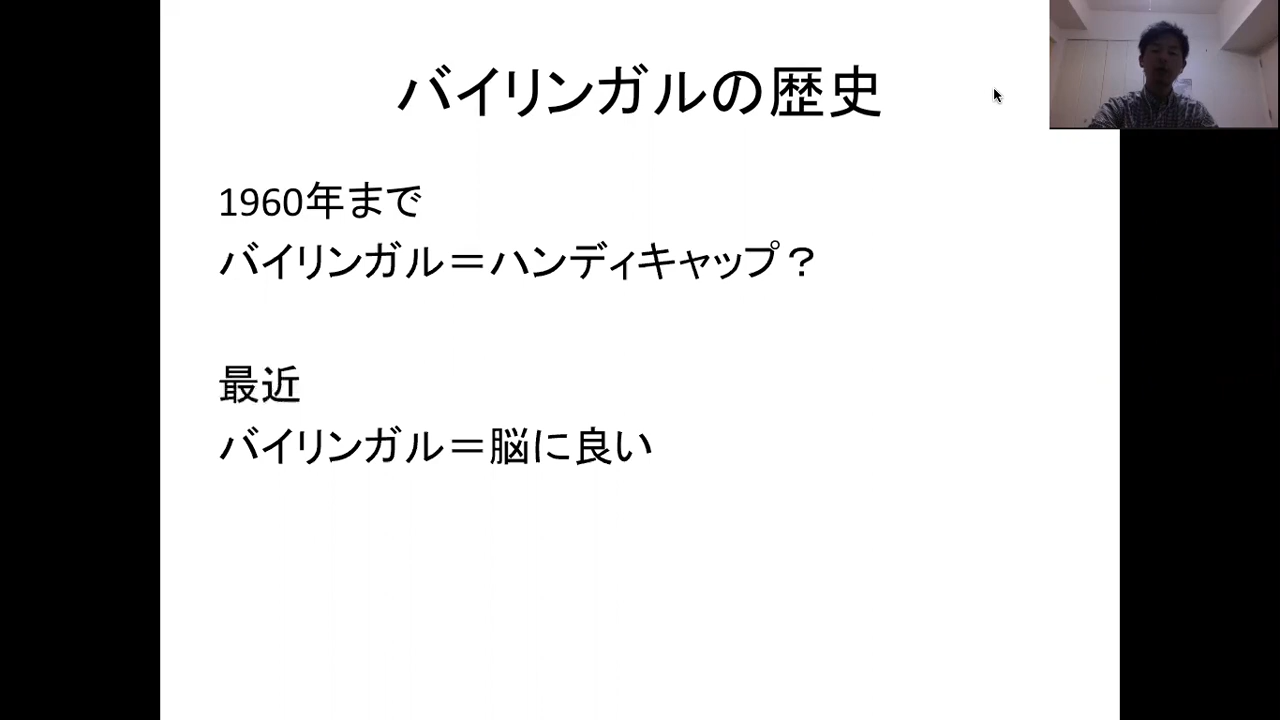 バイリンガルの歴史
1960年まで
バイリンガル＝ハンディキャップ？
最近
バイリンガル＝脳に良い